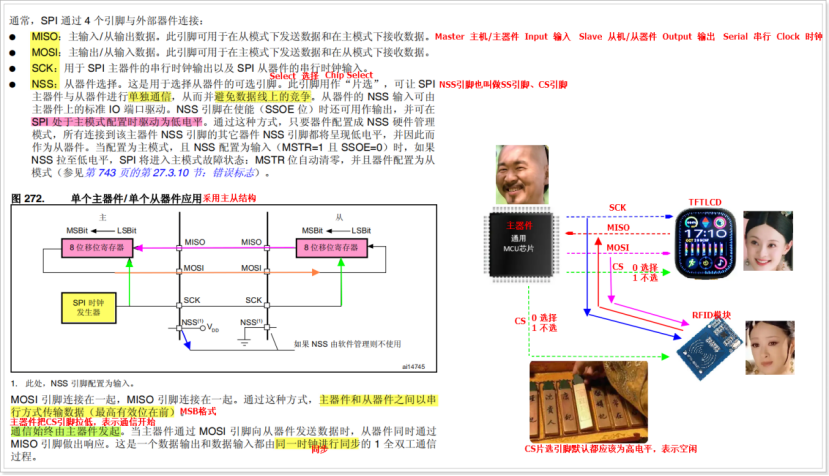 通常，SPI 通过 4 个引脚与外部器件连接：
● MISO：主输入/从输出数据。此引脚可用于在从模式下发送数据和在主模式下接收数据。 Master 主机/主器件 Input 输入 Slave 从机/从器件 Output 输出 Serial 串行 Clock 时钟
● MOSI：主输出/从输入数据。此引脚可用于在主模式下发送数据和在从模式下接收数据。
● SCK：用于 SPI 主器件的串行时钟输出以及 SPI 从器件的串行时钟输入。
Select 选择 Chip Select
● NSS：从器件选择。这是用于选择从器件的可选引脚。此引脚用作“片选”，可让 SPI NSS引脚也叫做SS引脚、CS引脚
主器件与从器件进行单独通信，从而并避免数据线上的竞争。从器件的 NSS 输入可由
主器件上的标准 IO 端口驱动。NSS 引脚在使能（SSOE 位）时还可用作输出，并可在
SPI 处于主模式配置时驱动为低电平。通过这种方式，只要器件配置成 NSS 硬件管理
模式，所有连接到该主器件 NSS 引脚的其它器件 NSS 引脚都将呈现低电平，并因此而
作为从器件。当配置为主模式，且 NSS 配置为输入（MSTR=1 且 SSOE=0）时，如果
NSS 拉至低电平，SPI 将进入主模式故障状态：MSTR 位自动清零，并且器件配置为从
模式（参见第 743 页的第 27.3.10 节：错误标志）。
图 272. 单个主器件/单个从器件应用 采用主从结构
主
从
MSBit LSBit
MSBit LSBit
8 位移位寄存器
MISO
MISO
8 位移位寄存器
MOSI
MOSI
SPI 时钟
发生器
SCK
SCK
NSS(1)
VDD
NSS(1)
如果 NSS 由软件管理则不使用
ai14745
1. 此处，NSS 引脚配置为输入。
MOSI 引脚连接在一起，MISO 引脚连接在一起。通过这种方式，主器件和从器件之间以串
行方式传输数据（最高有效位在前） MSB格式
主器件把CS引脚拉低，表示通信开始
通信始终由主器件发起。当主器件通过 MOSI 引脚向从器件发送数据时，从器件同时通过
MISO 引脚做出响应。这是一个数据输出和数据输入都由同一时钟进行同步的 1 全双工通信
同步
过程。
主器件
通用
MCU芯片
SCK
MISO
MOSI
CS 0 选择
1 不选
TFTLCD
17:10
CS
0 选择
1 不选
RFID模块
CS片选引脚默认都应该为高电平，表示空闲